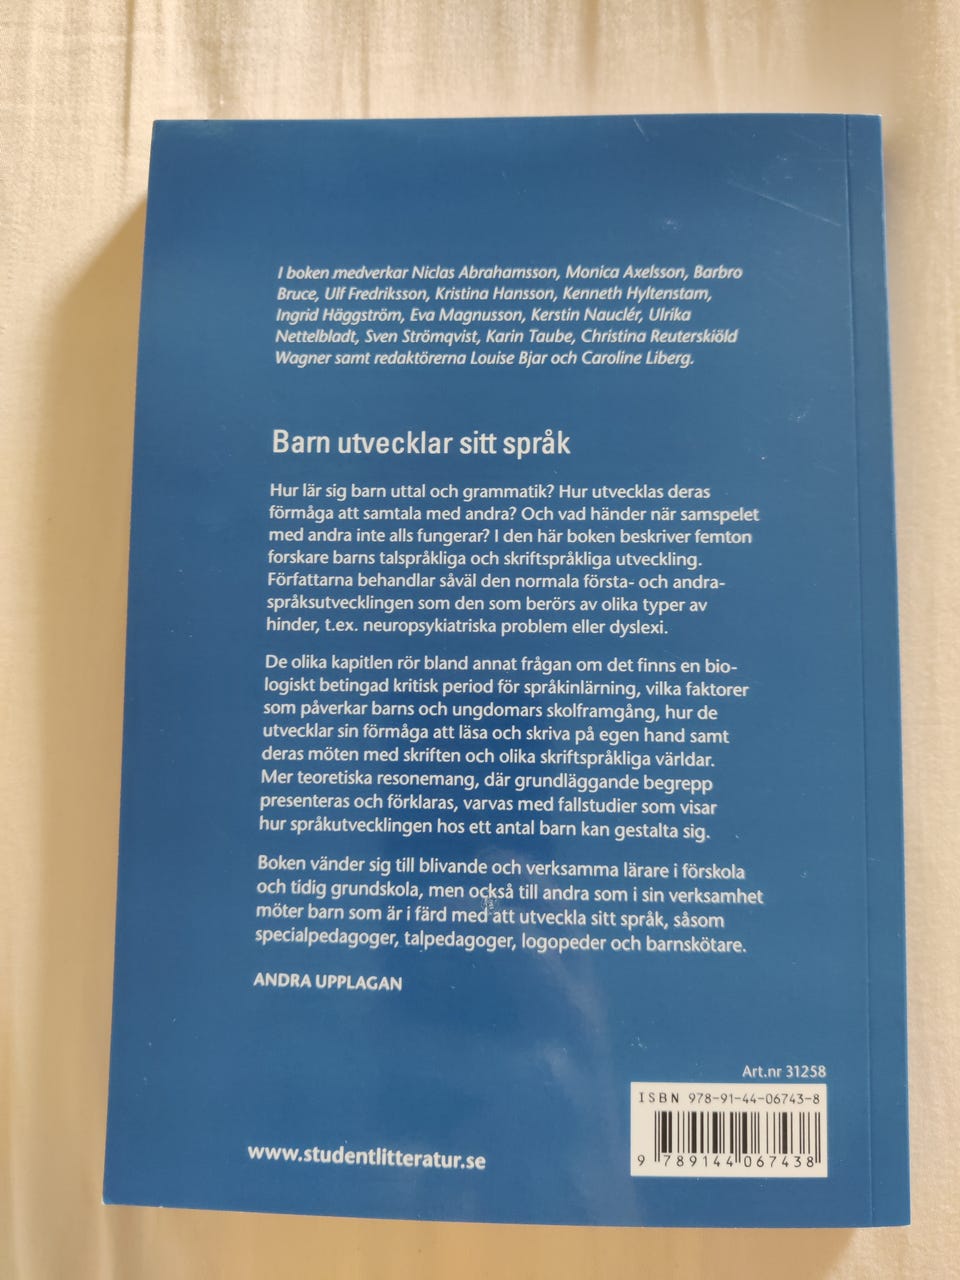 I boken medverkar Niclas Abrahamsson, Monica Axelsson, Barbro
Bruce, Ulf Fredriksson, Kristina Hansson, Kenneth Hyltenstam,
Ingrid Häggström, Eva Magnusson, Kerstin Nauclér, Ulrika
Nettelbladt, Sven Strömqvist, Karin Taube, Christina Reuterskiöld
Wagner samt redaktörerna Louise Bjar och Caroline Liberg.
Barn utvecklar sitt språk
Hur lär sig barn uttal och grammatik? Hur utvecklas deras
förmåga att samtala med andra? Och vad händer när samspelet
med andra inte alls fungerar? I den här boken beskriver femton
forskare barns talspråkliga och skriftspråkliga utveckling.
Författarna behandlar såväl den normala första- och andra-
språksutvecklingen som den som berörs av olika typer av
hinder, t.ex. neuropsykiatriska problem eller dyslexi.
De olika kapitlen rör bland annat frågan om det finns en bio-
logiskt betingad kritisk period för språkinlärning, vilka faktorer
som påverkar barns och ungdomars skolframgång, hur de
utvecklar sin förmåga att läsa och skriva på egen hand samt
deras möten med skriften och olika skriftspråkliga världar.
Mer teoretiska resonemang, där grundläggande begrepp
presenteras och förklaras, varvas med fallstudier som visar
hur språkutvecklingen hos ett antal barn kan gestalta sig.
Boken vänder sig till blivande och verksamma lärare i förskola
och tidig grundskola, men också till andra som i sin verksamhet
möter barn som är i färd med att utveckla sitt språk, såsom
specialpedagoger, talpedagoger, logopeder och barnskötare.
ANDRA UPPLAGAN
Art.nr 31258
ISBN 978-91-44-06743-8
9 789144 067438
www.studentlitteratur.se